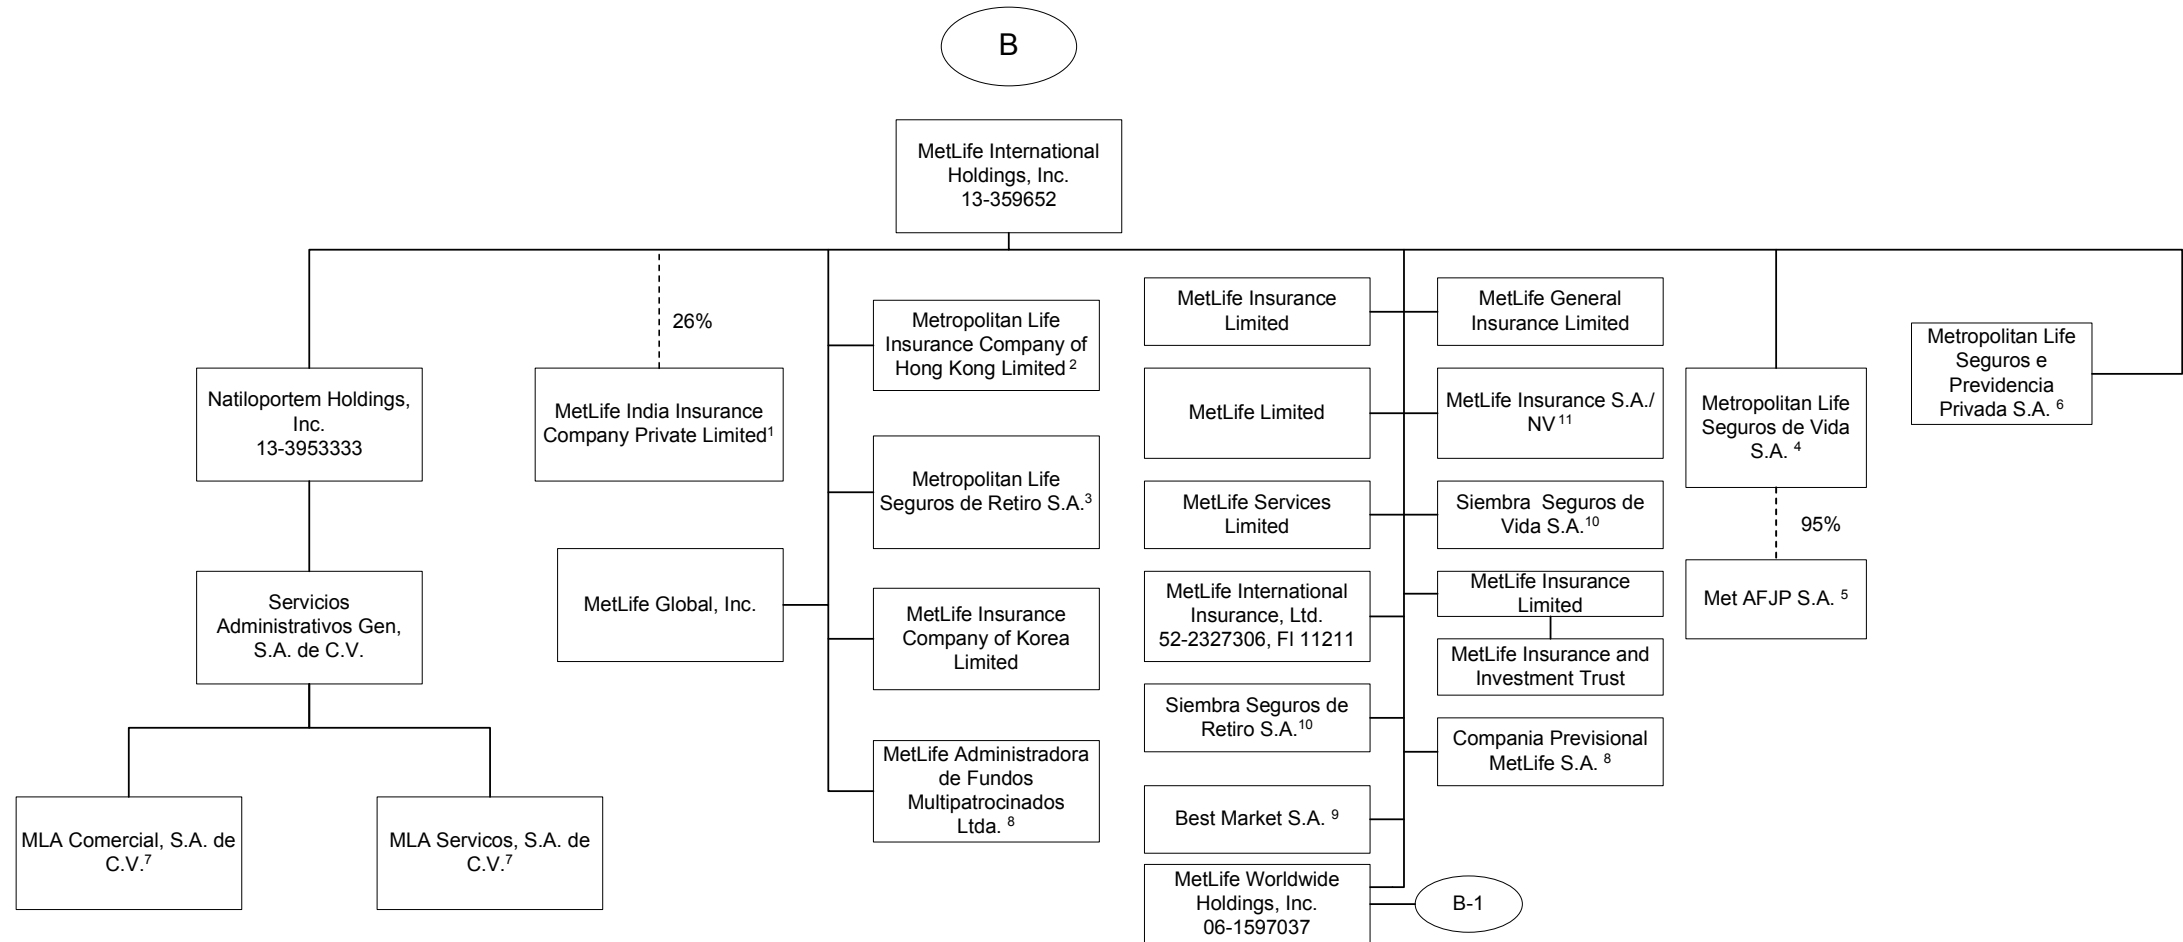 B
MetLife International
Holdings, Inc.
13-359652
26%
Natiloportem Holdings,
Inc.
13-3953333
MetLife India Insurance
Company Private Limited1
Metropolitan Life
Insurance Company of
Hong Kong Limited 2
Metropolitan Life
Seguros de Retiro S.A.3
MetLife Global, Inc.
MetLife Insurance
Company of Korea
Limited
MetLife Administradora
de Fundos
Multipatrocinados
Ltda. 8
Servicios
Administrativos Gen,
S.A. de C.V.
MLA Comercial, S.A. de
C.V.7
MLA Servicos, S.A. de
C.V.7
MetLife Insurance
Limited
MetLife General
Insurance Limited
MetLife Limited
MetLife Insurance S.A./
NV 11
MetLife Services
Limited
Siembra Seguros de
Vida S.A.10
MetLife International
Insurance, Ltd.
52-2327306, FI 11211
MetLife Insurance
Limited
MetLife Insurance and
Investment Trust
Siembra Seguros de
Retiro S.A.10
Compania Previsional
MetLife S.A. 8
Best Market S.A. 9
MetLife Worldwide
Holdings, Inc.
06-1597037
B-1
Metropolitan Life
Seguros de Vida
S.A. 4
95%
Met AFJP S.A. 5
Metropolitan Life
Seguros e
Previdencia
Privada S.A. 6